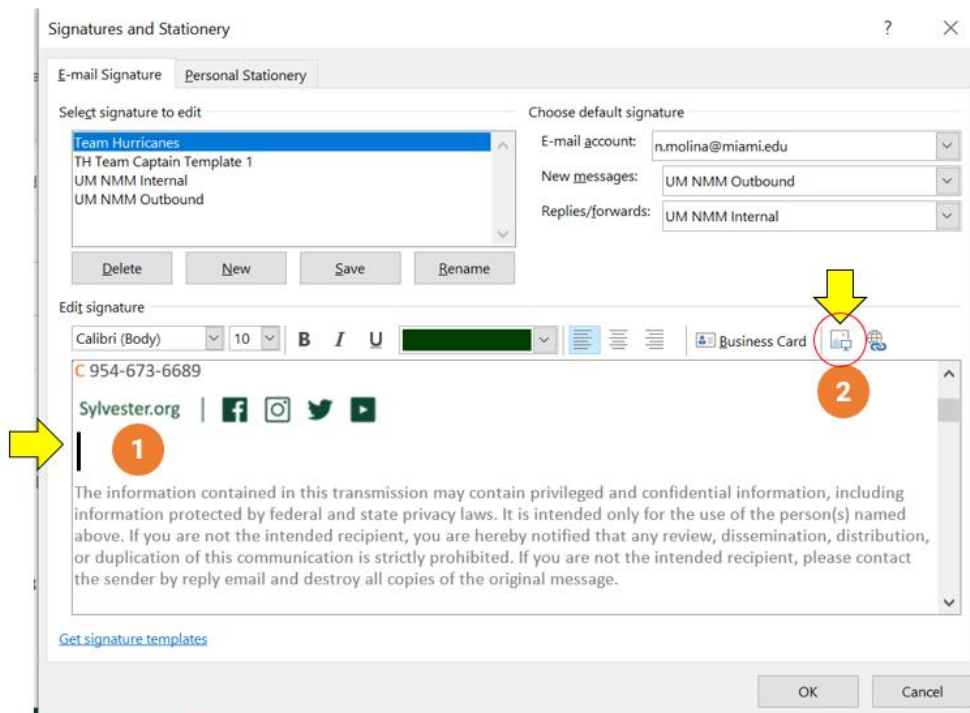 Signatures and Stationery
?
E-mail Signature Personal Stationery
Select signature to edit
Team Hurricanes
TH Team Captain Template 1
UM NMM Internal
UM NMM Outbound
Delete New Save Rename
Choose default signature
E-mail account: n.molina@miami.edu
New messages: UM NMM Outbound
Replies/forwards: UM NMM Internal
Edit signature
Calibri (Body) 10 B I U Business Card
2
C 954-673-6689
Sylvester.org |
1
The information contained in this transmission may contain privileged and confidential information, including
information protected by federal and state privacy laws. It is intended only for the use of the person(s) named
above. If you are not the intended recipient, you are hereby notified that any review, dissemination, distribution,
or duplication of this communication is strictly prohibited. If you are not the intended recipient, please contact
the sender by reply email and destroy all copies of the original message.
Get signature templates
OK Cancel